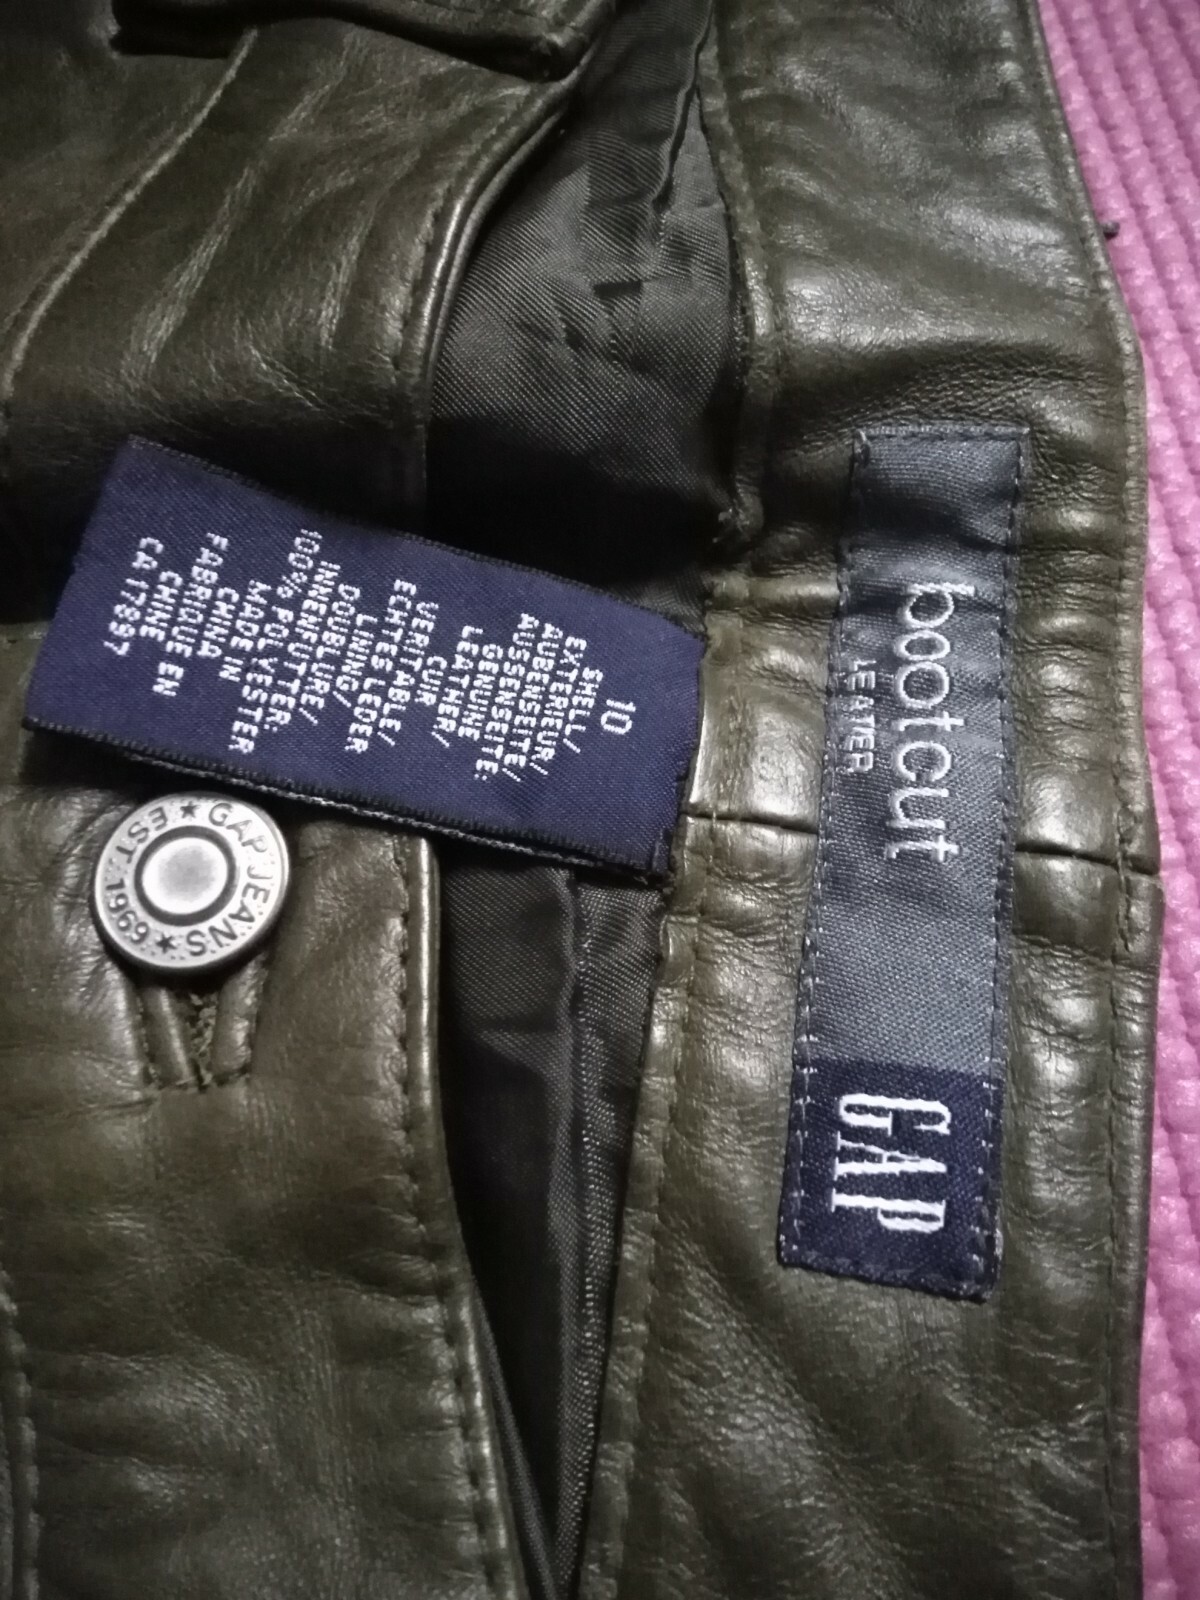 10
SHELL/
EXTERIEUR/
AUBENSEITE/
AUSSENSEITE:
GENUINE
LEATHER/
CUIR
VERITABLE/
ECHTES LEDER
LINING/
DOUBLURE/
INNENFUTTER:
100% POLYESTER
MADE IN
CHINA
FABRIQUE EN
CHINE
CA 17897
bootcut
LEATHER
GAP
GAP JEANS ★ EST. 1969 ★